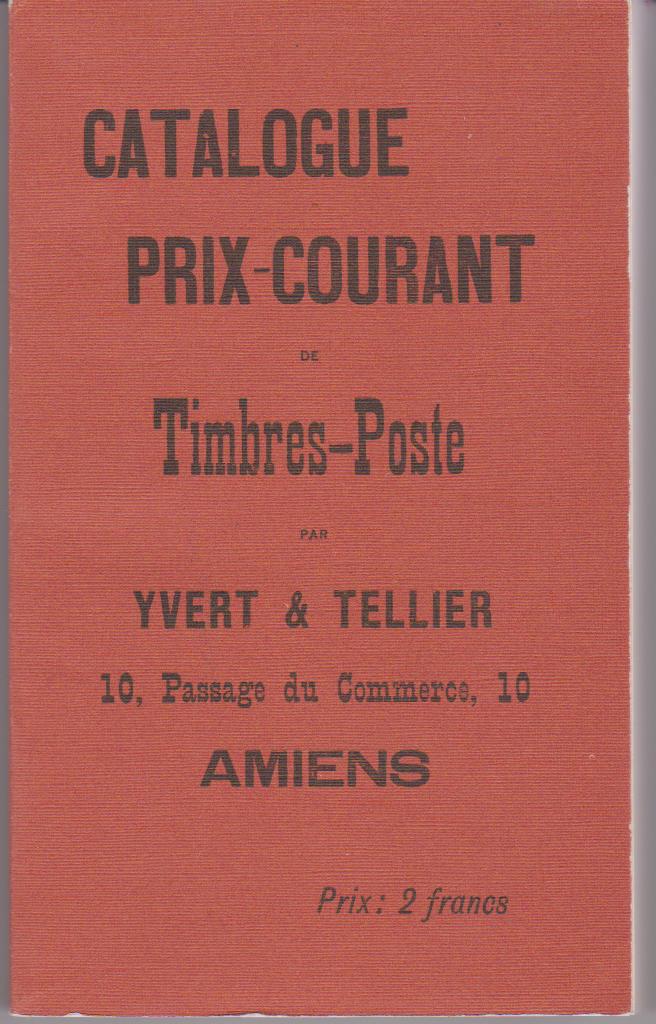 CATALOGUE
PRIX-COURANT
DE
Timbres-Poste
PAR
YVERT & TELLIER
10, Passage du Commerce, 10
AMIENS
Prix: 2 francs